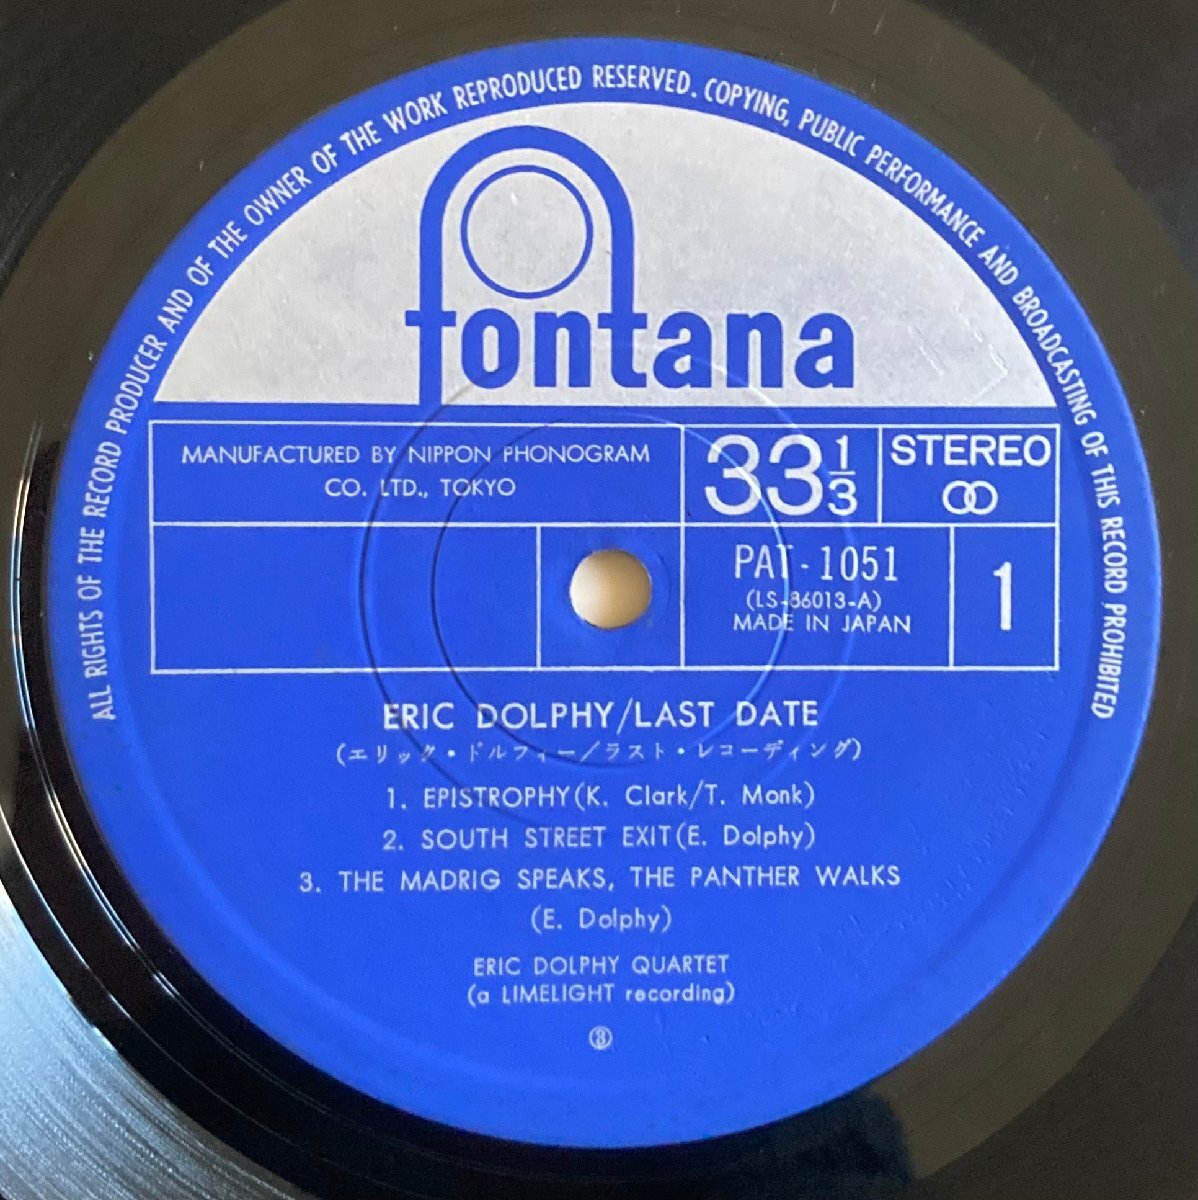 ALL RIGHTS OF THE RECORD PRODUCER AND OF THE OWNER OF THE WORK REPRODUCED RESERVED. COPYING, PUBLIC PERFORMANCE AND BROADCASTING OF THIS RECORD PROHIBITED
fontana
MANUFACTURED BY NIPPON PHONOGRAM
CO. LTD., TOKYO
33 1/3
STEREO
PAT-1051
(LS-86013-A)
MADE IN JAPAN
1
ERIC DOLPHY/LAST DATE
(エリック・ドルフィー/ラスト・レコーディング)
1. EPISTROPHY(K. Clark/T. Monk)
2. SOUTH STREET EXIT(E. Dolphy)
3. THE MADRIG SPEAKS, THE PANTHER WALKS
(E. Dolphy)
ERIC DOLPHY QUARTET
(a LIMELIGHT recording)